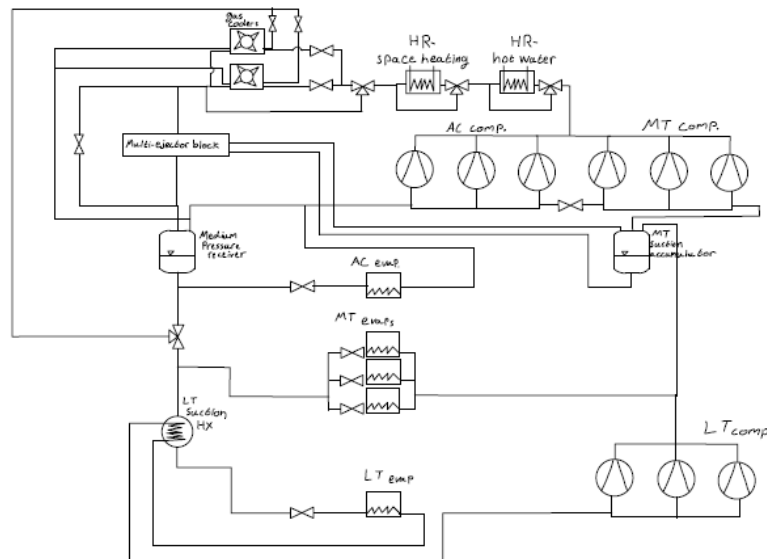 gas
coolers
HR-
space heating
HR-
hot water
AC comp.
MT comp.
Multi-ejector block
Medium
Pressure
receiver
MT
Suction
accumulator
AC evap
MT evaps
LT
Suction
HX
LT comp
LT evap